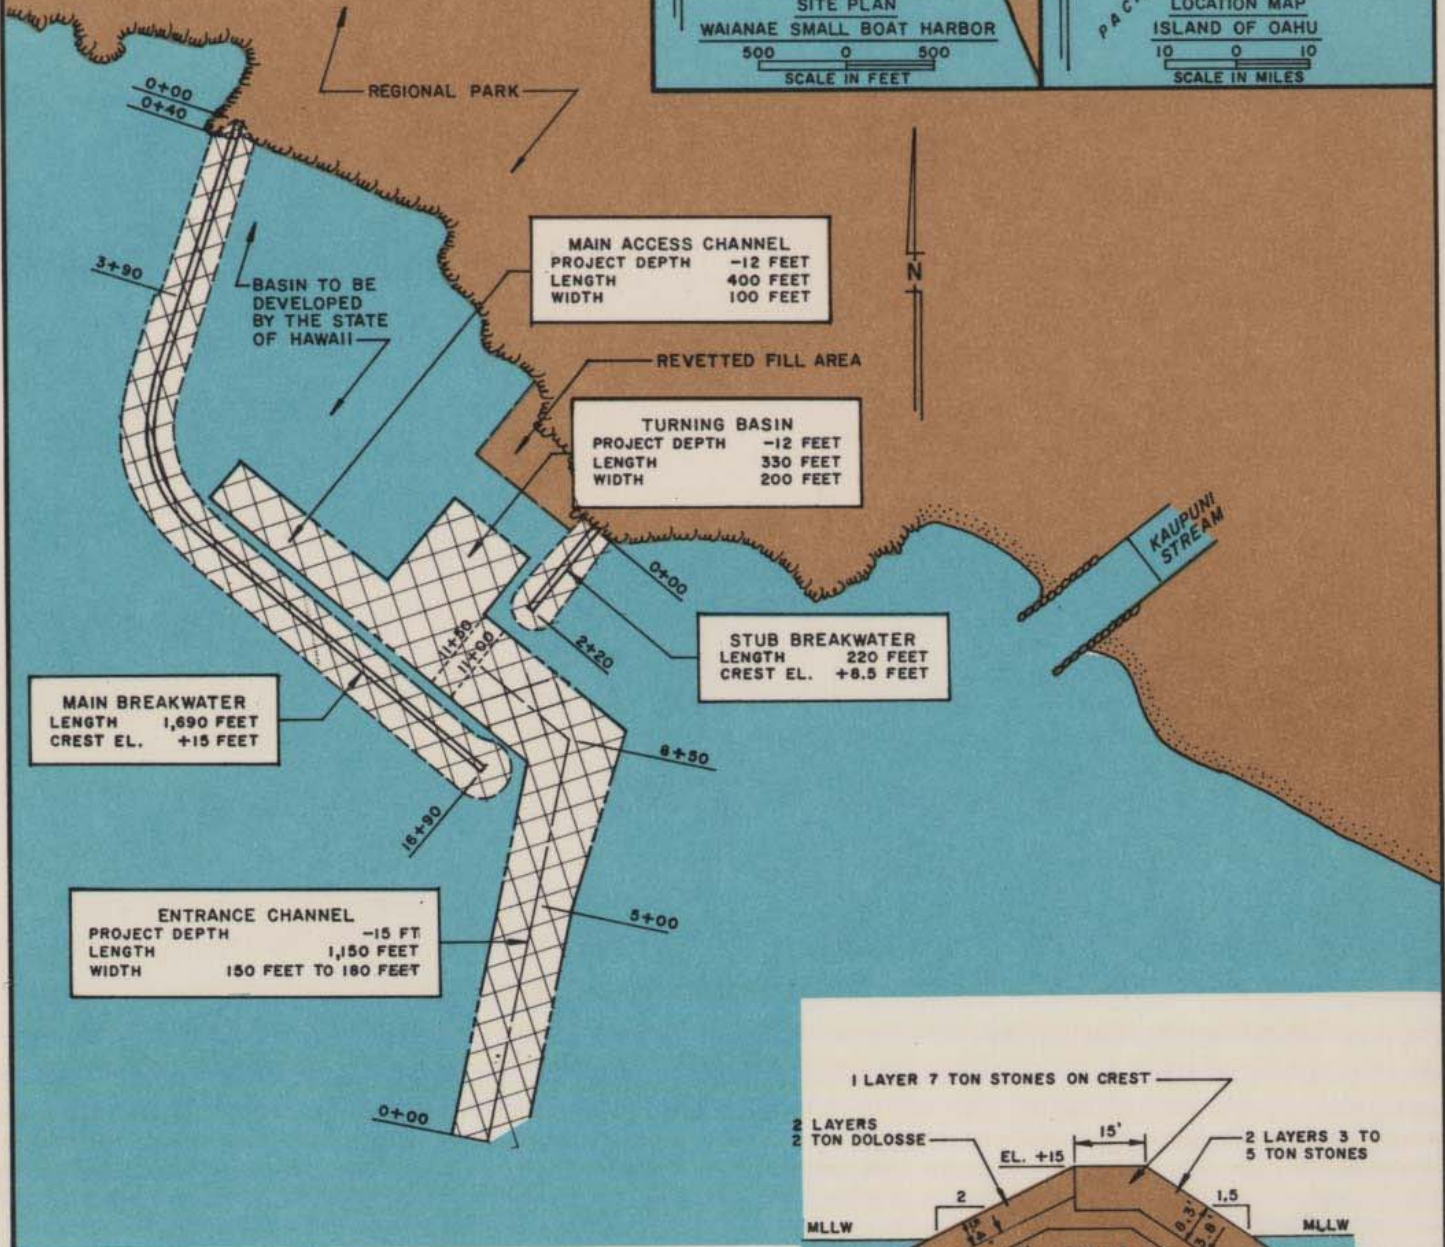 SITE PLAN
WAIANAE SMALL BOAT HARBOR
500 0 500
SCALE IN FEET
LOCATION MAP
ISLAND OF OAHU
10 0 10
SCALE IN MILES
REGIONAL PARK
0+00
0+40
3+90
BASIN TO BE
DEVELOPED
BY THE STATE
OF HAWAII
MAIN ACCESS CHANNEL
PROJECT DEPTH -12 FEET
LENGTH 400 FEET
WIDTH 100 FEET
N
REVETTED FILL AREA
TURNING BASIN
PROJECT DEPTH -12 FEET
LENGTH 330 FEET
WIDTH 200 FEET
KAUPUNI
STREAM
0+00
2+20
STUB BREAKWATER
LENGTH 220 FEET
CREST EL. +8.5 FEET
11+50
11+00
MAIN BREAKWATER
LENGTH 1,690 FEET
CREST EL. +15 FEET
8+50
16+90
ENTRANCE CHANNEL
PROJECT DEPTH -15 FT
LENGTH 1,150 FEET
WIDTH 150 FEET TO 180 FEET
5+00
0+00
1 LAYER 7 TON STONES ON CREST
2 LAYERS
2 TON DOLOSSE
15'
2 LAYERS 3 TO
5 TON STONES
EL. +15
2
1.5
MLLW
8.3'
3.8'
MLLW